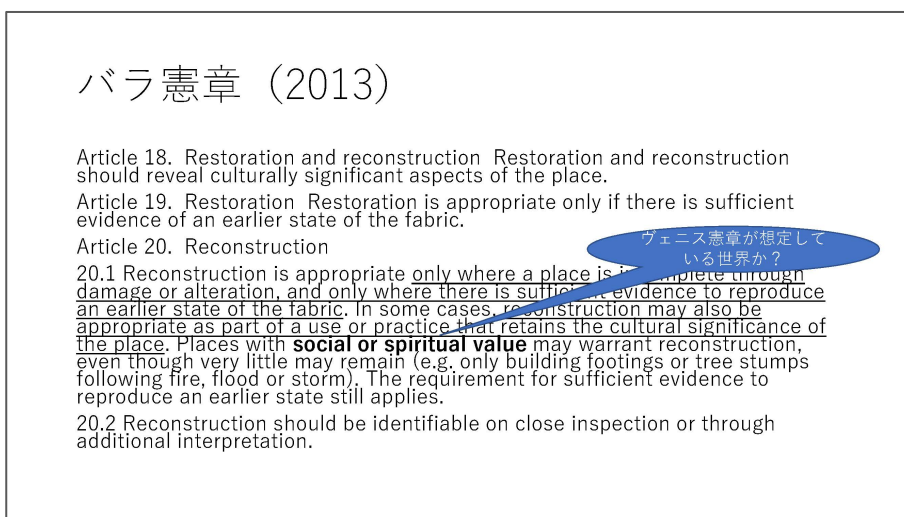 バラ憲章（2013）
Article 18. Restoration and reconstruction Restoration and reconstruction
should reveal culturally significant aspects of the place.
Article 19. Restoration Restoration is appropriate only if there is sufficient
evidence of an earlier state of the fabric.
Article 20. Reconstruction
ヴェニス憲章が想定して
いる世界か？
20.1 Reconstruction is appropriate only where a place is incomplete through
damage or alteration, and only where there is sufficient evidence to reproduce
an earlier state of the fabric. In some cases, reconstruction may also be
appropriate as part of a use or practice that retains the cultural significance of
the place. Places with social or spiritual value may warrant reconstruction,
even though very little may remain (e.g. only building footings or tree stumps
following fire, flood or storm). The requirement for sufficient evidence to
reproduce an earlier state still applies.
20.2 Reconstruction should be identifiable on close inspection or through
additional interpretation.